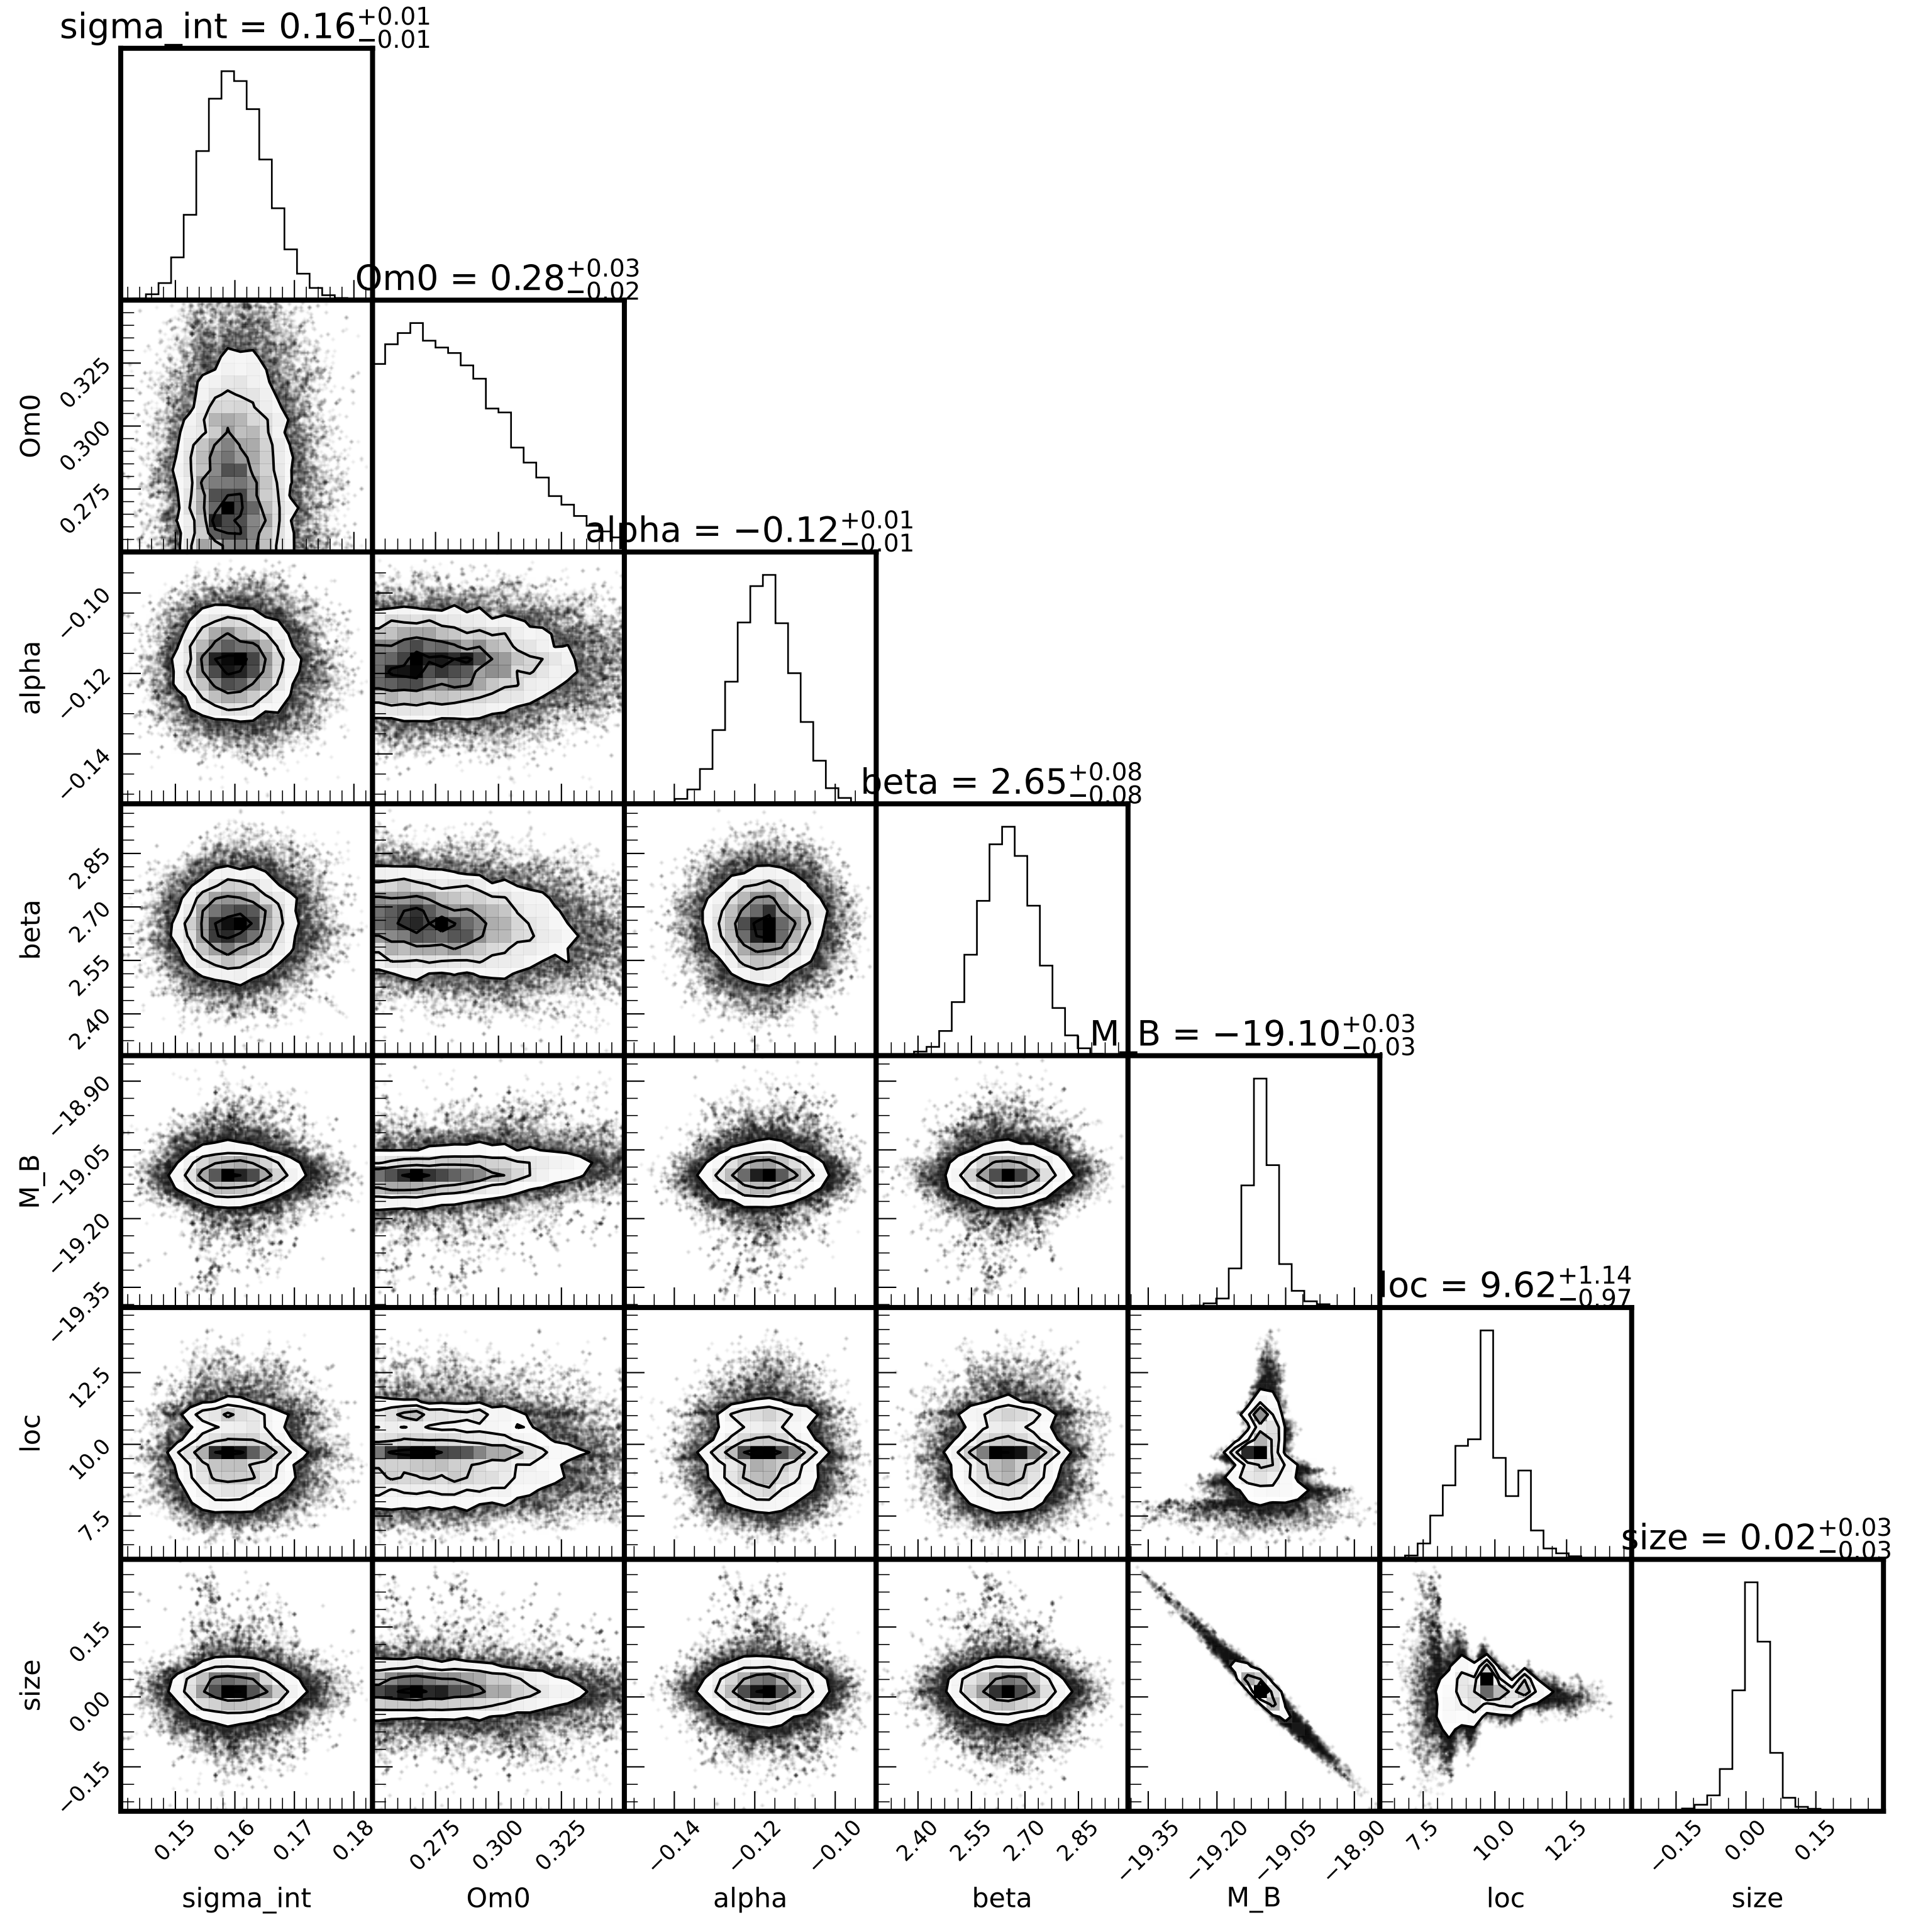 sigma_int = 0.16 +0.01 −0.01
Om0 = 0.28 +0.03 −0.02
Om0
0.325
0.300
0.275
alpha = −0.12 +0.01 −0.01
alpha
−0.10
−0.12
−0.14
beta = 2.65 +0.08 −0.08
beta
2.85
2.70
2.55
2.40
M_B = −19.10 +0.03 −0.03
M_B
−18.90
−19.05
−19.20
−19.35
loc = 9.62 +1.14 −0.97
loc
12.5
10.0
7.5
size = 0.02 +0.03 −0.03
size
0.15
0.00
−0.15
0.15 0.16 0.17 0.18 0.275 0.300 0.325 −0.14 −0.12 −0.10 2.40 2.55 2.70 2.85 −19.35 −19.20 −19.05 −18.90 7.5 10.0 12.5 −0.15 0.00 0.15
sigma_int Om0 alpha beta M_B loc size